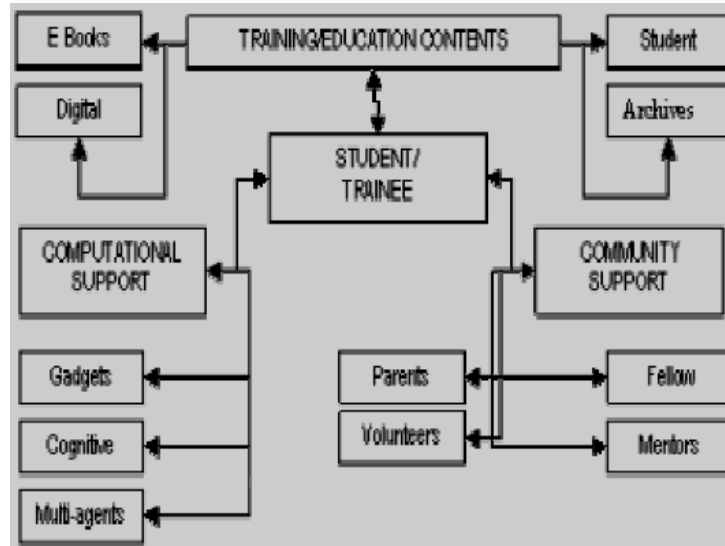 E Books
TRAINING/EDUCATION CONTENTS
Student
Digital
Archives
STUDENT/
TRAINEE
COMPUTATIONAL
SUPPORT
COMMUNITY
SUPPORT
Gadgets
Parents
Fellow
Cognitive
Volunteers
Mentors
Multi-agents